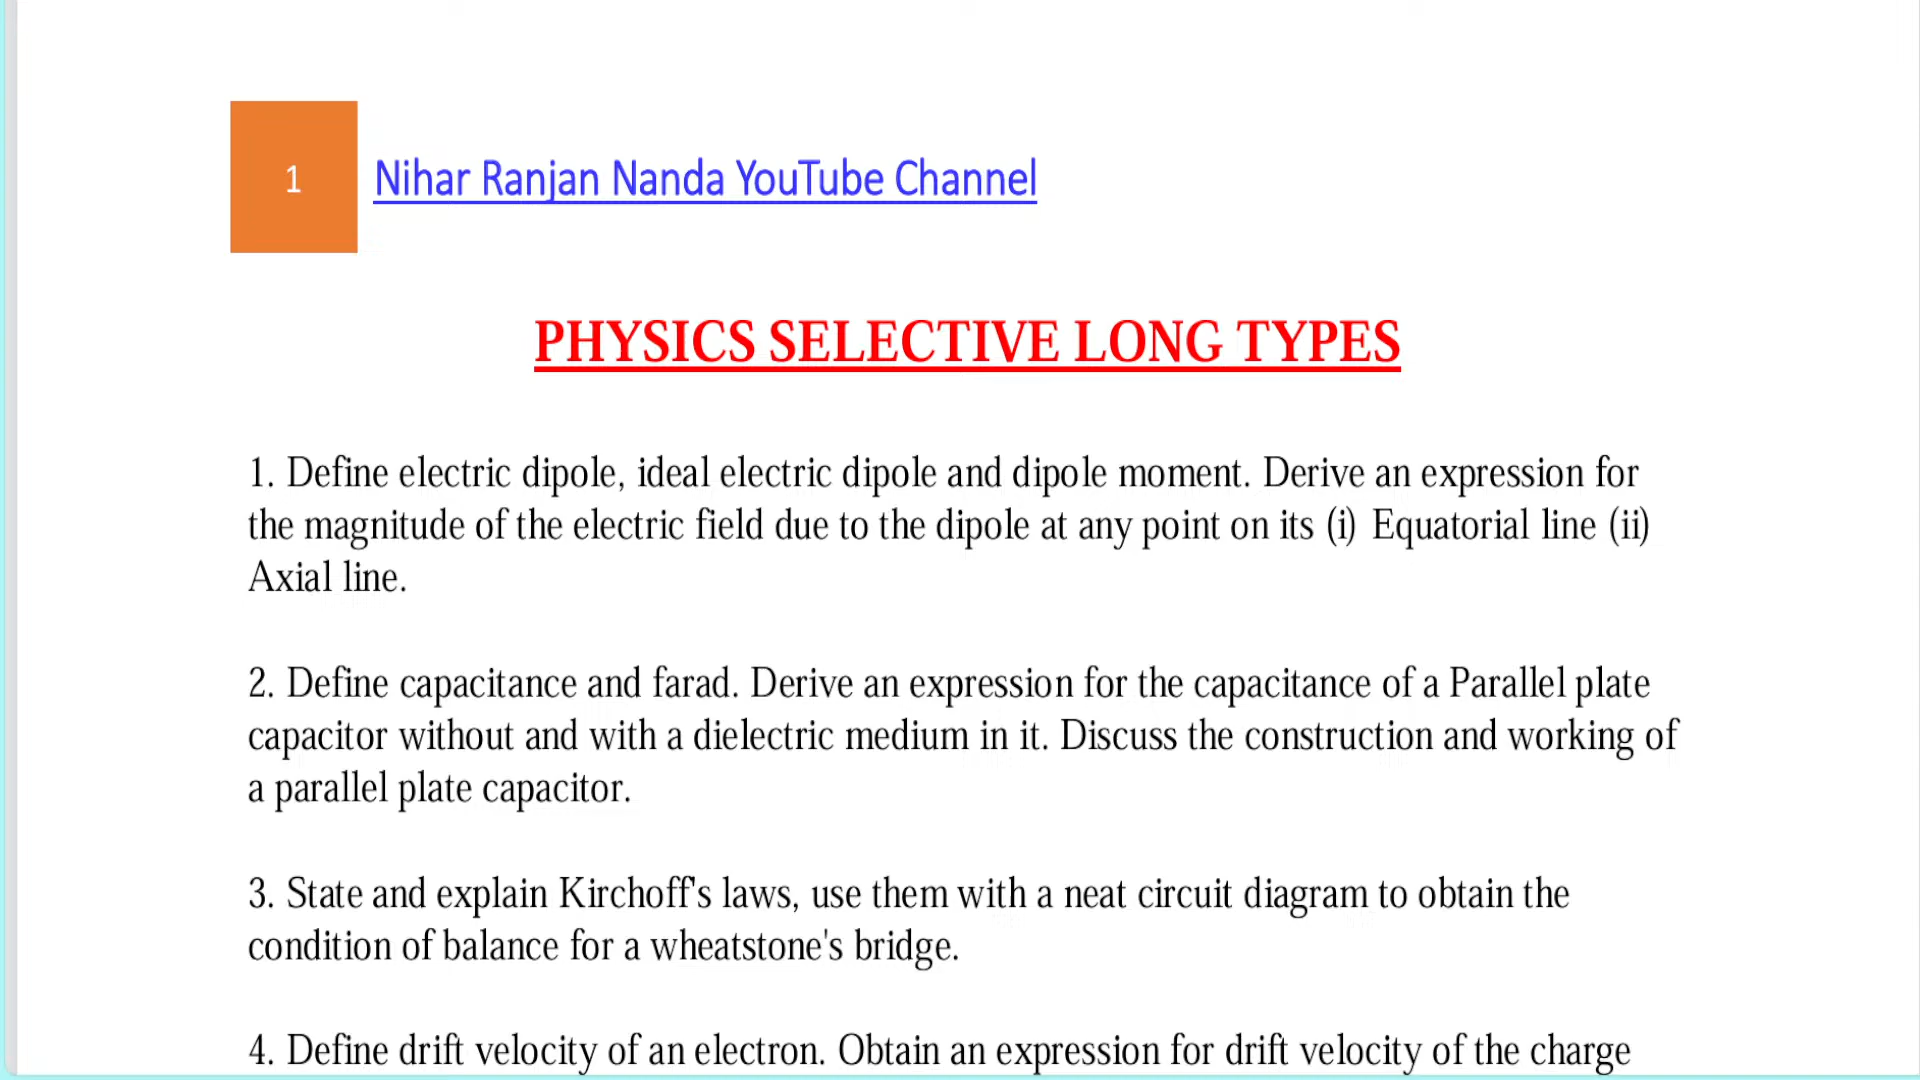 1
Nihar Ranjan Nanda YouTube Channel
PHYSICS SELECTIVE LONG TYPES
1. Define electric dipole, ideal electric dipole and dipole moment. Derive an expression for
the magnitude of the electric field due to the dipole at any point on its (i) Equatorial line (ii)
Axial line.
2. Define capacitance and farad. Derive an expression for the capacitance of a Parallel plate
capacitor without and with a dielectric medium in it. Discuss the construction and working of
a parallel plate capacitor.
3. State and explain Kirchoff's laws, use them with a neat circuit diagram to obtain the
condition of balance for a wheatstone's bridge.
4. Define drift velocity of an electron. Obtain an expression for drift velocity of the charge